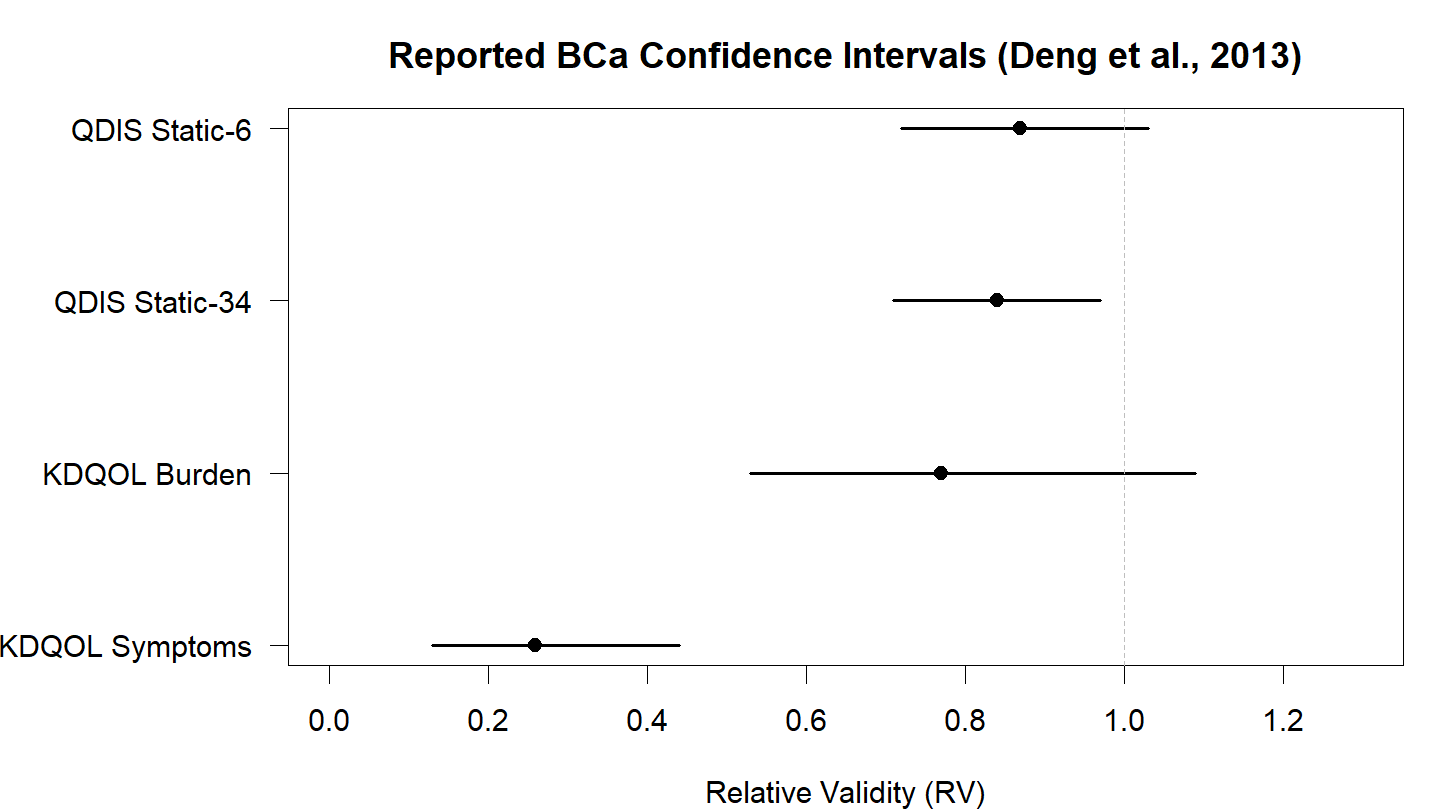 Reported BCa Confidence Intervals (Deng et al., 2013)
QDIS Static-6
QDIS Static-34
KDQOL Burden
KDQOL Symptoms
0.0 0.2 0.4 0.6 0.8 1.0 1.2
Relative Validity (RV)